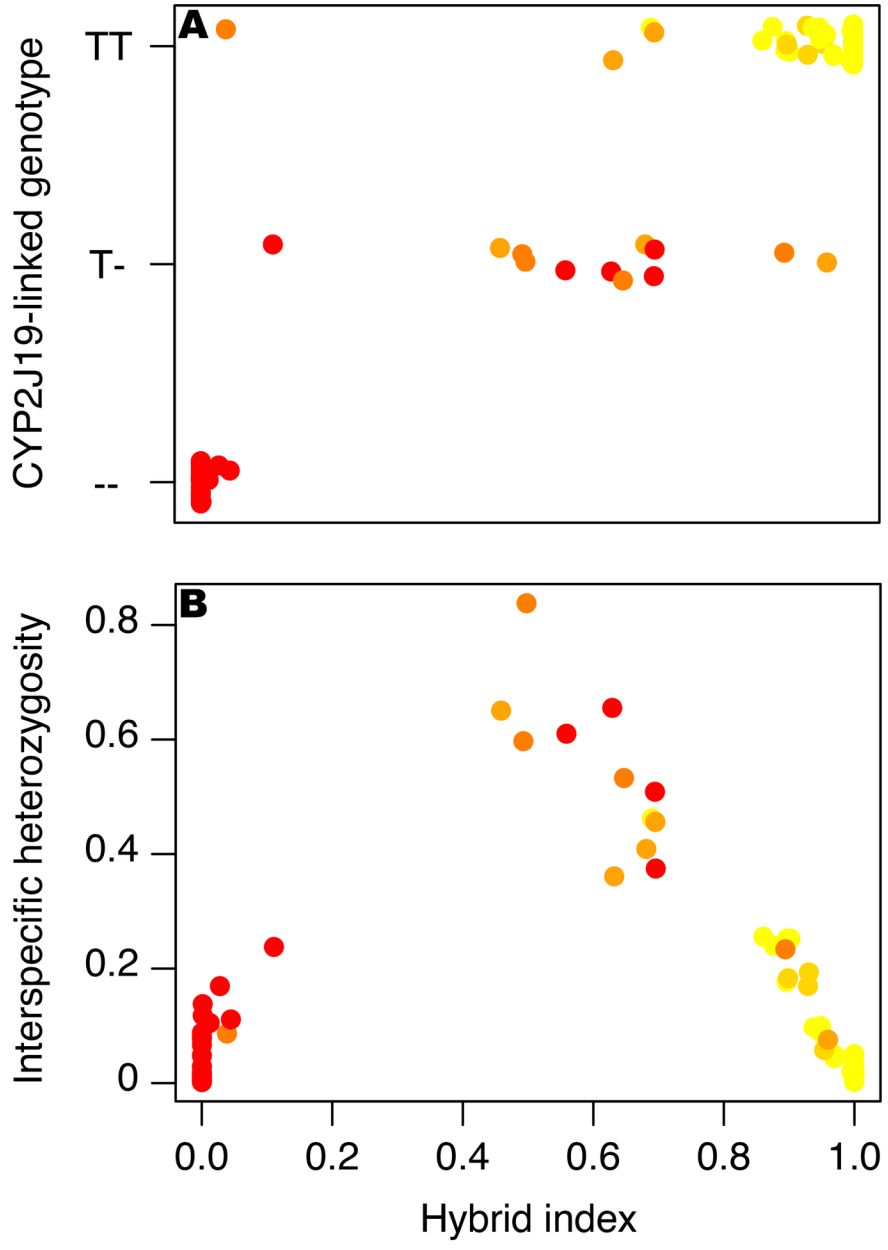 A
CYP2J19-linked genotype
TT
T-
--
B
Interspecific heterozygosity
0.8
0.6
0.4
0.2
0
0.0 0.2 0.4 0.6 0.8 1.0
Hybrid index